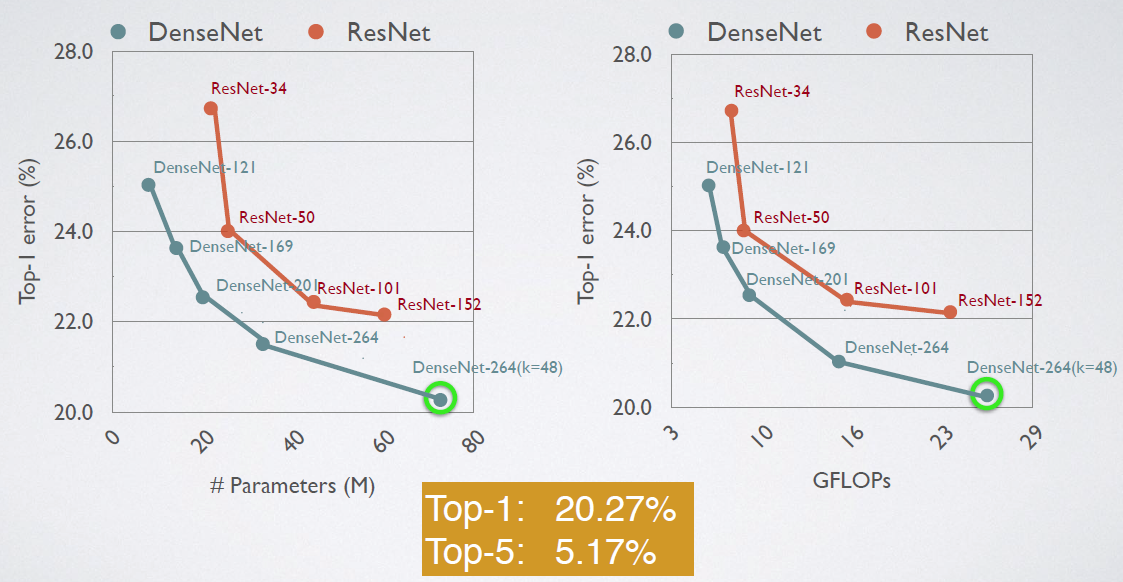 DenseNet ResNet
28.0
26.0
24.0
22.0
20.0
Top-1 error (%)
ResNet-34
DenseNet-121
ResNet-50
DenseNet-169
DenseNet-201
ResNet-101
ResNet-152
DenseNet-264
DenseNet-264(k=48)
0 20 40 60 80
# Parameters (M)
DenseNet ResNet
28.0
26.0
24.0
22.0
20.0
Top-1 error (%)
ResNet-34
DenseNet-121
ResNet-50
DenseNet-169
DenseNet-201
ResNet-101
ResNet-152
DenseNet-264
DenseNet-264(k=48)
3 10 16 23 29
GFLOPs
Top-1: 20.27%
Top-5: 5.17%